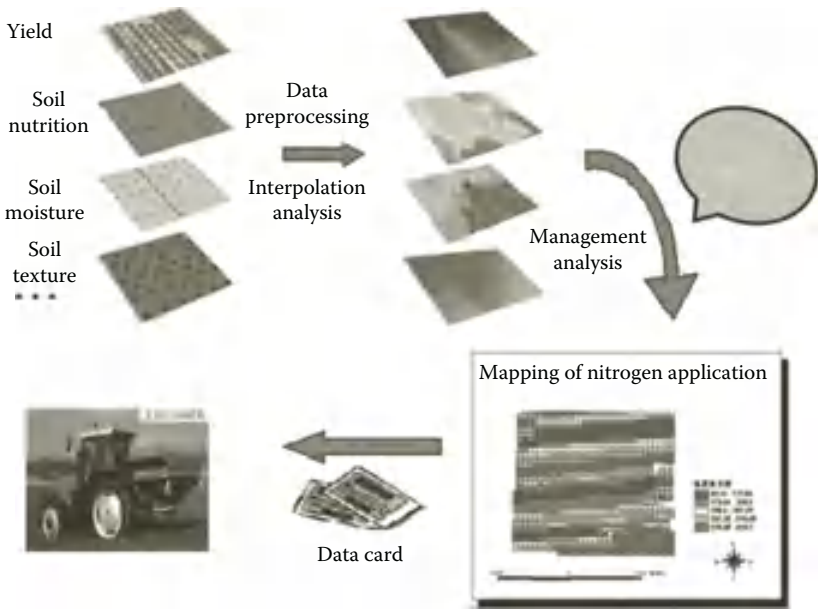 Yield
Soil
nutrition
Soil
moisture
Soil
texture
Data
preprocessing
Interpolation
analysis
Management
analysis
Mapping of nitrogen application
Data card